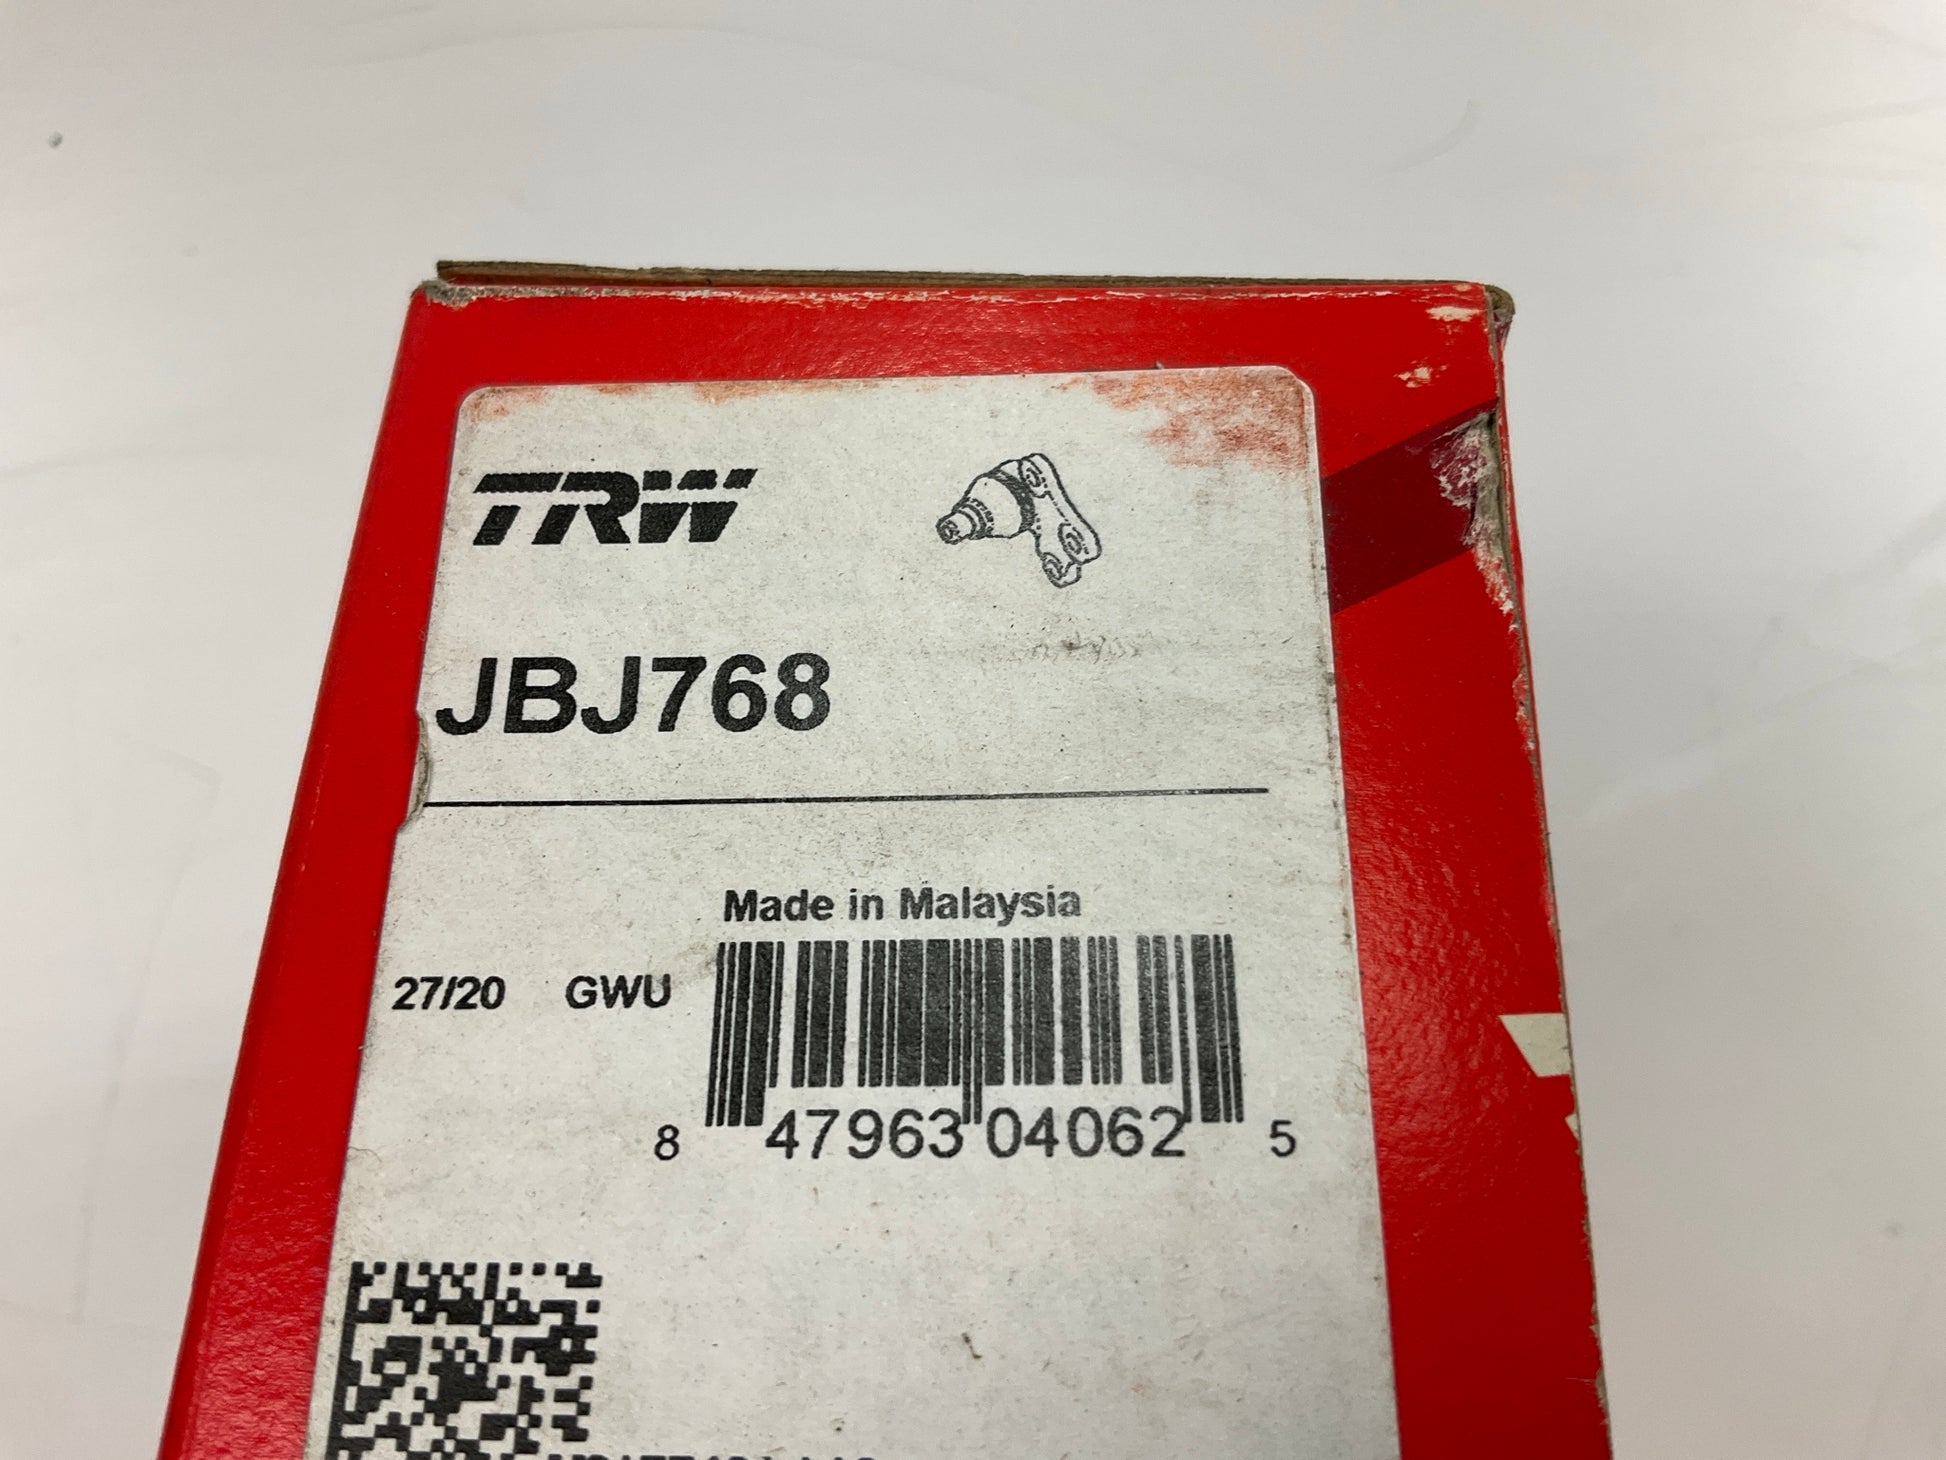 TRW
JBJ768
Made in Malaysia
27/20 GWU
8 47963 04062 5